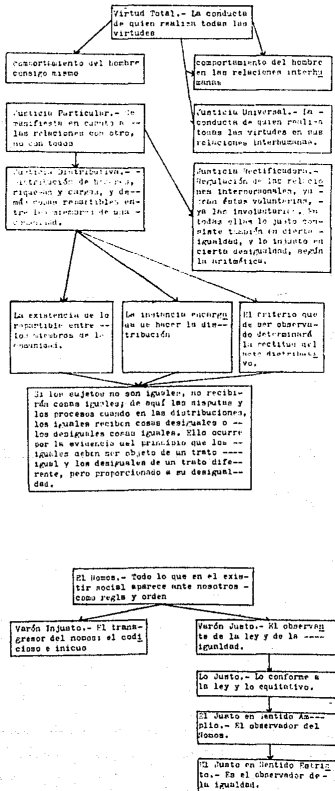 Virtud Total.- La conducta
de quien realiza todas las
virtudes
Comportamiento del hombre
consigo mismo
comportamiento del hombre
en las relaciones interhu
manas
Justicia Particular.- Se
manifiesta en cuanto a --
las relaciones con otro,
no con todos
Justicia Universal.- La -
conducta de quien realiza
todas las virtudes en sus
relaciones interhumanas.
Justicia Distributiva.- -
distribución de honores,
riquezas y cargas, y de-
más cosas repartibles en-
tre los miembros de una -
comunidad.
Justicia Rectificadora.-
Regulación de las relacio
nes interpersonales, ya -
sean éstas voluntarias, -
ya las involuntarias. En
todas ellas lo justo con-
siste también en cierta -
igualdad, y lo injusto en
cierta desigualdad, según
la aritmética.
La existencia de lo
repartible entre --
los miembros de la
comunidad.
La instancia encarga
da de hacer la dis--
tribución
El criterio que
de ser observa-
do determinará
la rectitud del
acto distributi
vo.
Si los sujetos no son iguales, no recibi-
rán cosas iguales; de aquí las disputas y
los procesos cuando en las distribuciones,
los iguales reciben cosas desiguales o --
los desiguales cosas iguales. Ello ocurre
por la evidencia del principio que los --
iguales deben ser objeto de un trato ----
igual y los desiguales de un trato dife--
rente, pero proporcionado a su desigual--
dad.
El Nomos.- Todo lo que en el exis-
tir social aparece ante nosotros -
como regla y orden
Varón Injusto.- El trans-
gresor del nomos: el codi
cioso e inicuo
Varón Justo.- El observan
te de la ley y de la ----
igualdad.
Lo Justo.- Lo conforme a
la ley y lo equitativo.
El Justo en Sentido Am---
plio.- El observador del
Nomos.
El Justo en Sentido Estric
to.- Es el observador de -
la igualdad.